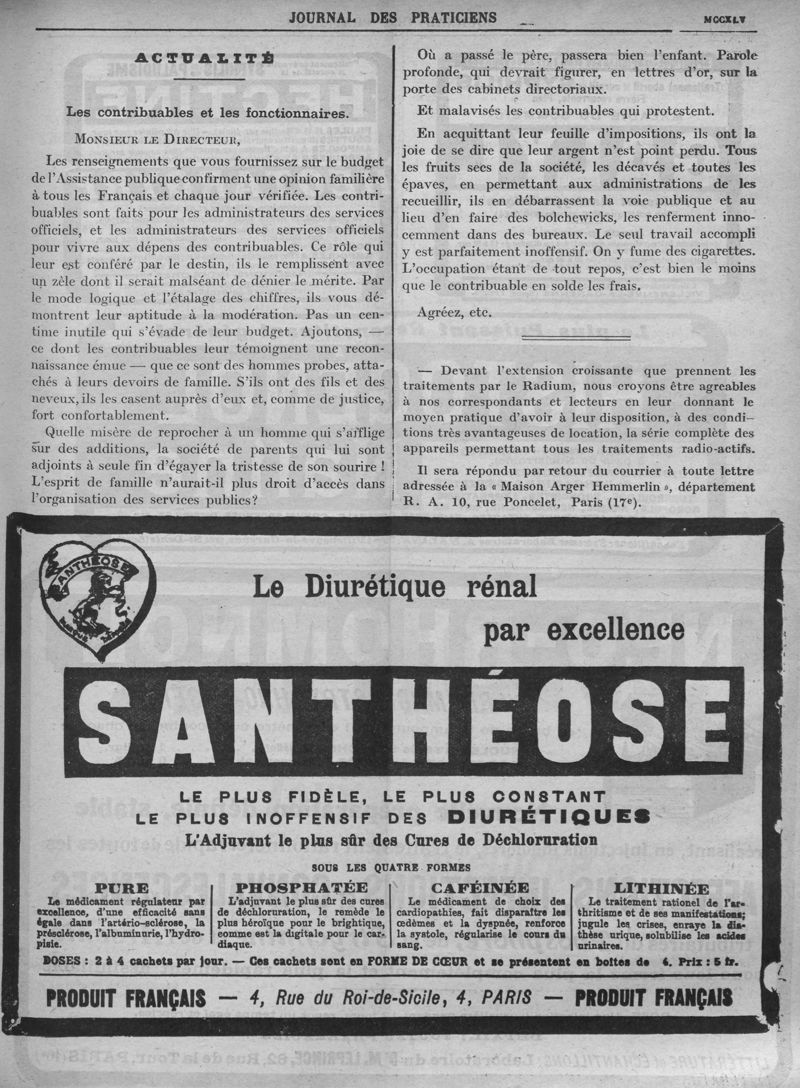 JOURNAL DES PRATICIENS
MCCXLV
ACTUALITÉ
Les contribuables et les fonctionnaires.
MONSIEUR LE DIRECTEUR,
Les renseignements que vous fournissez sur le budget
de l'Assistance publique confirment une opinion familière
à tous les Français et chaque jour vérifiée. Les contri-
buables sont faits pour les administrateurs des services
officiels, et les administrateurs des services officiels
pour vivre aux dépens des contribuables. Ce rôle qui
leur est conféré par le destin, ils le remplissent avec
un zèle dont il serait malséant de dénier le mérite. Par
le mode logique et l'étalage des chiffres, ils vous dé-
montrent leur aptitude à la modération. Pas un cen-
time inutile qui s'évade de leur budget. Ajoutons, —
ce dont les contribuables leur témoignent une recon-
naissance émue — que ce sont des hommes probes, atta-
chés à leurs devoirs de famille. S'ils ont des fils et des
neveux, ils les casent auprès d'eux et, comme de justice,
fort confortablement.
Quelle misère de reprocher à un homme qui s'afflige
sur des additions, la société de parents qui lui sont
adjoints à seule fin d'égayer la tristesse de son sourire !
L'esprit de famille n'aurait-il plus droit d'accès dans
l'organisation des services publics?
Où a passé le père, passera bien l'enfant. Parole
profonde, qui devrait figurer, en lettres d'or, sur la
porte des cabinets directoriaux.
Et malavisés les contribuables qui protestent.
En acquittant leur feuille d'impositions, ils ont la
joie de se dire que leur argent n'est point perdu. Tous
les fruits secs de la société, les décavés et toutes les
épaves, en permettant aux administrations de les
recueillir, ils en débarrassent la voie publique et au
lieu d'en faire des bolchewicks, les renferment inno-
cemment dans des bureaux. Le seul travail accompli
y est parfaitement inoffensif. On y fume des cigarettes.
L'occupation étant de tout repos, c'est bien le moins
que le contribuable en solde les frais.
Agréez, etc.
— Devant l'extension croissante que prennent les
traitements par le Radium, nous croyons être agréables
à nos correspondants et lecteurs en leur donnant le
moyen pratique d'avoir à leur disposition, à des condi-
tions très avantageuses de location, la série complète des
appareils permettant tous les traitements radio-actifs.
Il sera répondu par retour du courrier à toute lettre
adressée à la « Maison Arger Hemmerlin », département
R. A. 10, rue Poncelet, Paris (17e).
SANTHÉOSE
Le Diurétique rénal
par excellence
SANTHÉOSE
LE PLUS FIDÈLE, LE PLUS CONSTANT
LE PLUS INOFFENSIF DES DIURÉTIQUES
L'Adjuvant le plus sûr des Cures de Déchloruration
SOUS LES QUATRE FORMES
PURE
Le médicament régulateur par
excellence, d'une efficacité sans
égale dans l'artério-sclérose, la
présclérose, l'albuminurie, l'hydro-
pisie.
PHOSPHATÉE
L'adjuvant le plus sûr des cures
de déchloruration, le remède le
plus héroïque pour le brightique,
comme est la digitale pour le car-
diaque.
CAFÉINÉE
Le médicament de choix des
cardiopathies, fait disparaître les
œdèmes et la dyspnée, renforce
la systole, régularise le cours du
sang.
LITHINÉE
Le traitement rationel de l'ar-
thritisme et de ses manifestations;
jugule les crises, enraye la dia-
thèse urique, solubilise les acides
urinaires.
DOSES : 2 à 4 cachets par jour. — Ces cachets sont en FORME DE CŒUR et se présentent en boîtes de 4. Prix : 5 fr.
PRODUIT FRANÇAIS — 4, Rue du Roi-de-Sicile, 4, PARIS — PRODUIT FRANÇAIS